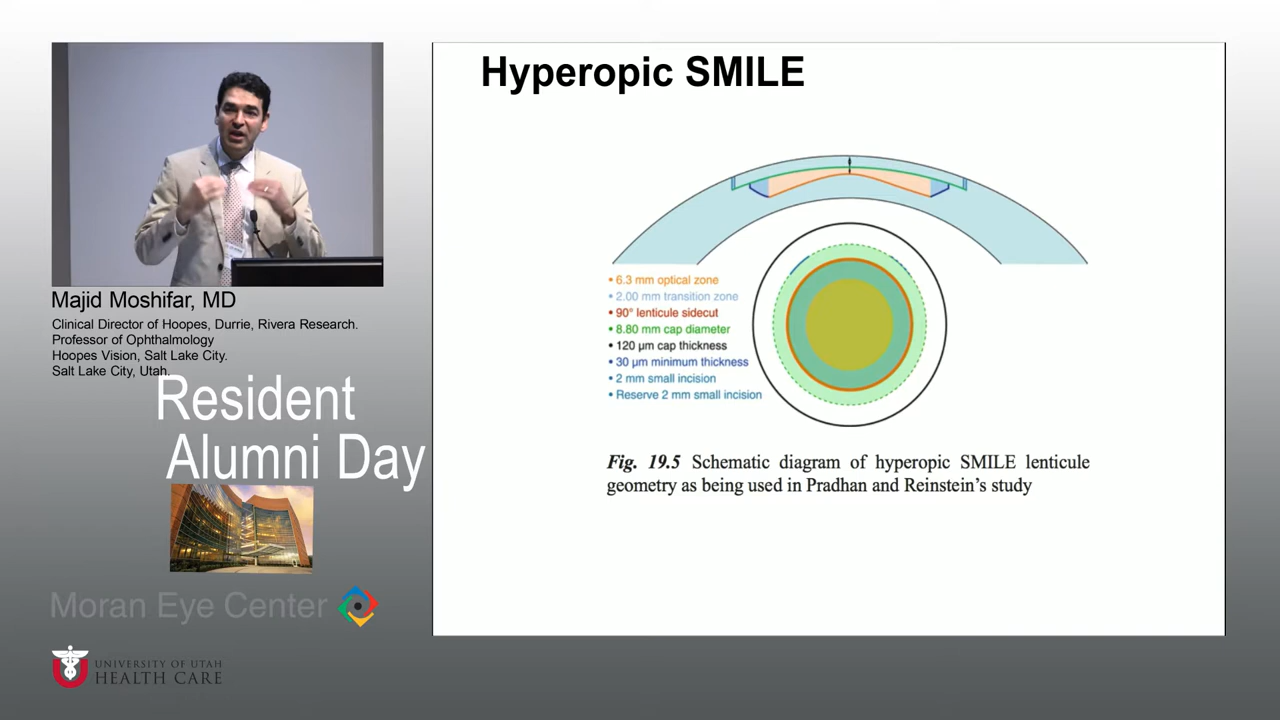 Hyperopic SMILE
• 6.3 mm optical zone
• 2.00 mm transition zone
• 90° lenticule sidecut
• 8.80 mm cap diameter
• 120 µm cap thickness
• 30 µm minimum thickness
• 2 mm small incision
• Reserve 2 mm small incision
Fig. 19.5 Schematic diagram of hyperopic SMILE lenticule
geometry as being used in Pradhan and Reinstein's study
Majid Moshifar, MD
Clinical Director of Hoopes, Durrie, Rivera Research.
Professor of Ophthalmology
Hoopes Vision, Salt Lake City.
Salt Lake City, Utah.
Resident
Alumni Day
Moran Eye Center
UNIVERSITY OF UTAH
HEALTH CARE